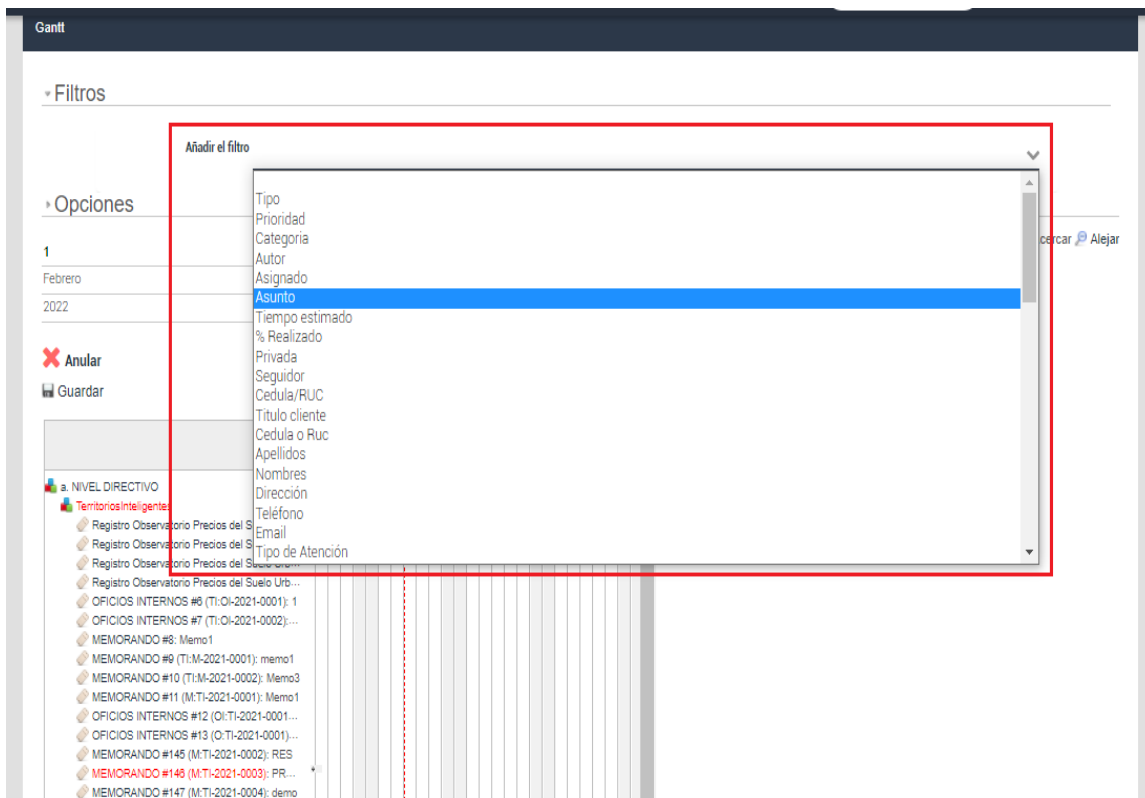 Gantt
Filtros
Añadir el filtro
Tipo
Prioridad
Categoria
Autor
Asignado
Asunto
Tiempo estimado
% Realizado
Privada
Seguidor
Cedula/RUC
Titulo cliente
Cedula o Ruc
Apellidos
Nombres
Dirección
Teléfono
Email
Tipo de Atención
Opciones
cercar Alejar
1
Febrero
2022
Anular
Guardar
a. NIVEL DIRECTIVO
TerritoriosInteligentes
Registro Observatorio Precios del S
Registro Observatorio Precios del S
Registro Observatorio Precios del Suelo Urb...
Registro Observatorio Precios del Suelo Urb...
OFICIOS INTERNOS #6 (TI:OI-2021-0001): 1
OFICIOS INTERNOS #7 (TI:OI-2021-0002):...
MEMORANDO #8: Memo1
MEMORANDO #9 (TI:M-2021-0001): memo1
MEMORANDO #10 (TI:M-2021-0002): Memo3
MEMORANDO #11 (M:TI-2021-0001): Memo1
OFICIOS INTERNOS #12 (OI:TI-2021-0001...
OFICIOS INTERNOS #13 (O:TI-2021-0001)...
MEMORANDO #145 (M:TI-2021-0002): RES
MEMORANDO #146 (M:TI-2021-0003): PR...
MEMORANDO #147 (M:TI-2021-0004): demo